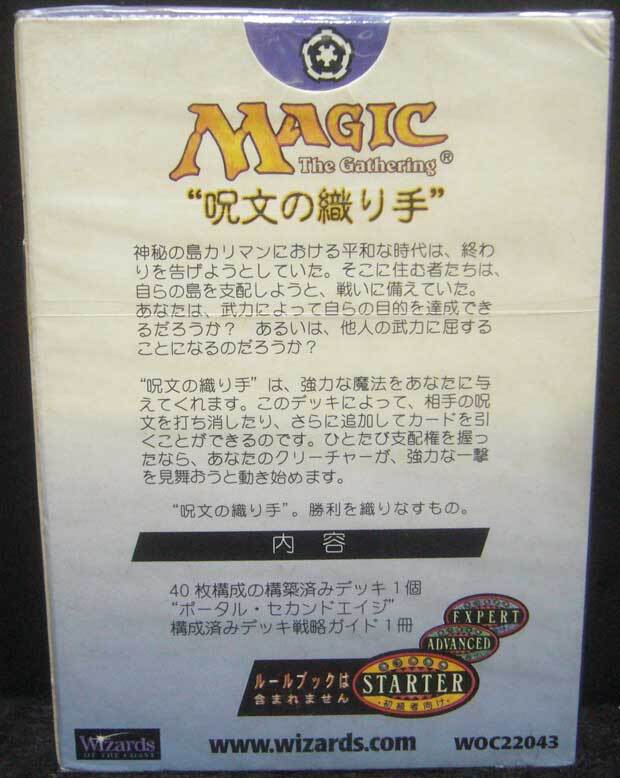 MAGIC
The Gathering®
“呪文の織り手”
神秘の島カリマンにおける平和な時代は、終わ
りを告げようとしていた。そこに住む者たちは、
自らの島を支配しようと、戦いに備えていた。
あなたは、武力によって自らの目的を達成でき
るだろうか？　あるいは、他人の武力に屈する
ことになるのだろうか？
“呪文の織り手”は、強力な魔法をあなたに与
えてくれます。このデッキによって、相手の呪
文を打ち消したり、さらに追加してカードを引
くことができるのです。ひとたび支配権を握っ
たなら、あなたのクリーチャーが、強力な一撃
を見舞おうと動き始めます。
“呪文の織り手”。勝利を織りなすもの。
内　容
40 枚構成の構築済みデッキ 1 個
“ポータル・セカンドエイジ”
構成済みデッキ戦略ガイド 1 冊
EXPERT
ADVANCED
ルールブックは
含まれません
STARTER
・初級者向け・
Wizards
OF THE COAST
www.wizards.com
WOC22043